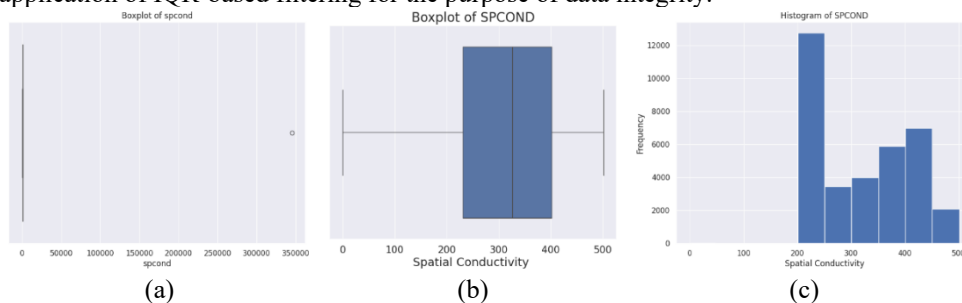 application of IQR-based filtering for the purpose of data integrity.
Boxplot of spcond
0 50000 100000 150000 200000 250000 300000 350000
spcond
(a)
Boxplot of SPCOND
0 100 200 300 400 500
Spatial Conductivity
(b)
Histogram of SPCOND
Frequency
12000
10000
8000
6000
4000
2000
0
0 100 200 300 400 500
Spatial Conductivity
(c)